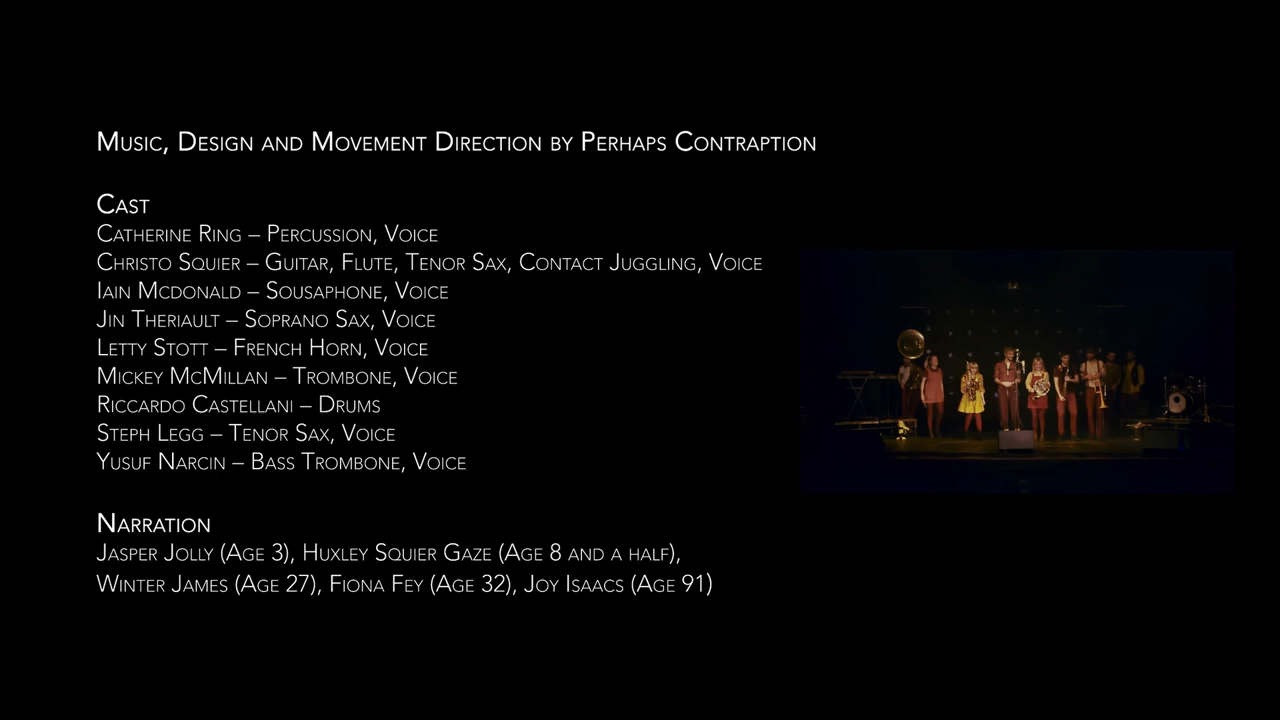 Music, Design and Movement Direction by Perhaps Contraption
Cast
Catherine Ring – Percussion, Voice
Christo Squier – Guitar, Flute, Tenor Sax, Contact Juggling, Voice
Iain Mcdonald – Sousaphone, Voice
Jin Theriault – Soprano Sax, Voice
Letty Stott – French Horn, Voice
Mickey McMillan – Trombone, Voice
Riccardo Castellani – Drums
Steph Legg – Tenor Sax, Voice
Yusuf Narcin – Bass Trombone, Voice
Narration
Jasper Jolly (Age 3), Huxley Squier Gaze (Age 8 and a half),
Winter James (Age 27), Fiona Fey (Age 32), Joy Isaacs (Age 91)